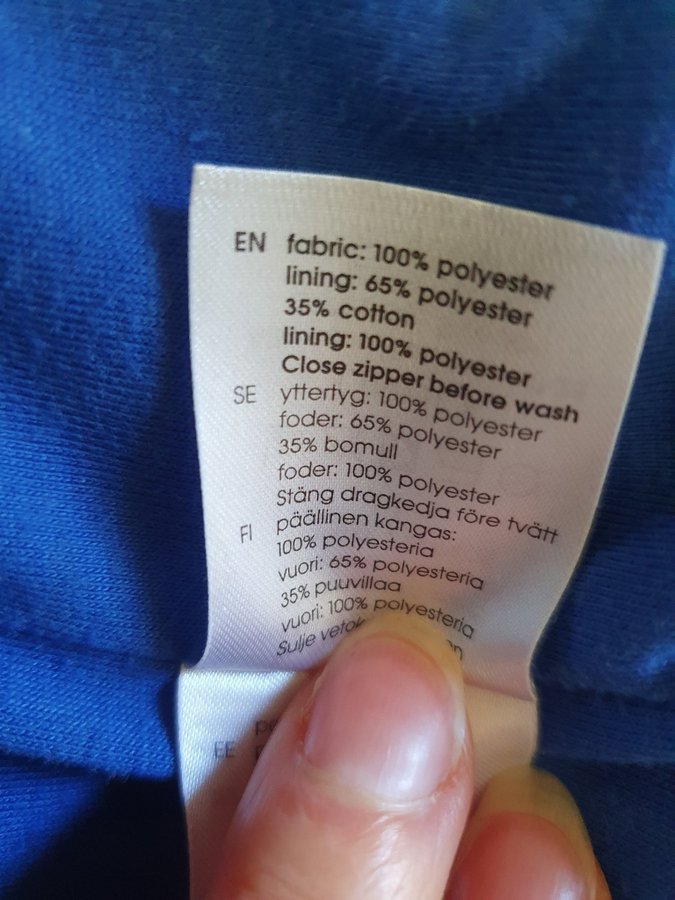 EN fabric: 100% polyester
lining: 65% polyester
35% cotton
lining: 100% polyester
Close zipper before wash
SE yttertyg: 100% polyester
foder: 65% polyester
35% bomull
foder: 100% polyester
Stäng dragkedja före tvätt
FI päällinen kangas:
100% polyesteria
vuori: 65% polyesteria
35% puuvillaa
vuori: 100% polyesteria
Sulje
EE